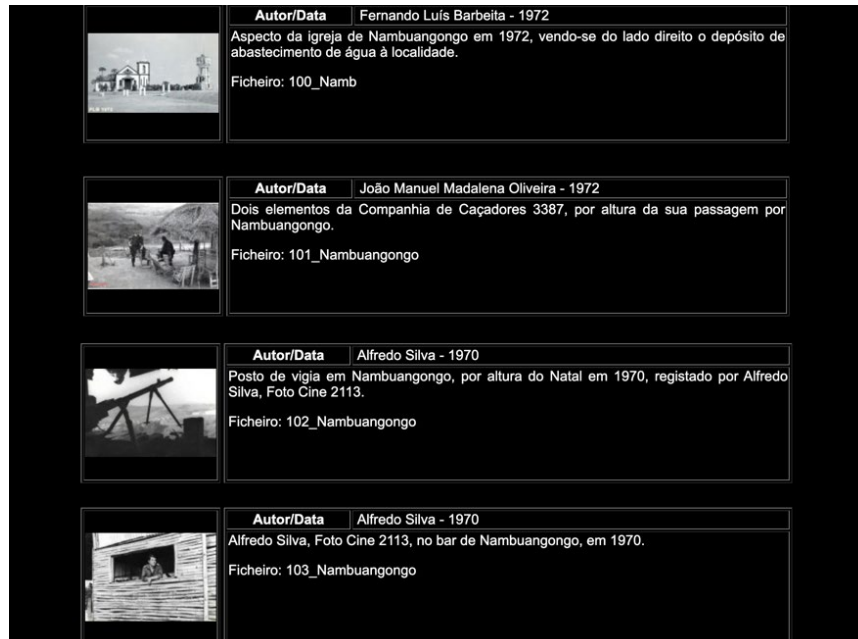 Autor/Data Fernando Luís Barbeita - 1972
Aspecto da igreja de Nambuangongo em 1972, vendo-se do lado direito o depósito de
abastecimento de água à localidade.
Ficheiro: 100_Namb
FLB 1972
Autor/Data João Manuel Madalena Oliveira - 1972
Dois elementos da Companhia de Caçadores 3387, por altura da sua passagem por
Nambuangongo.
Ficheiro: 101_Nambuangongo
Autor/Data Alfredo Silva - 1970
Posto de vigia em Nambuangongo, por altura do Natal em 1970, registado por Alfredo
Silva, Foto Cine 2113.
Ficheiro: 102_Nambuangongo
Autor/Data Alfredo Silva - 1970
Alfredo Silva, Foto Cine 2113, no bar de Nambuangongo, em 1970.
Ficheiro: 103_Nambuangongo